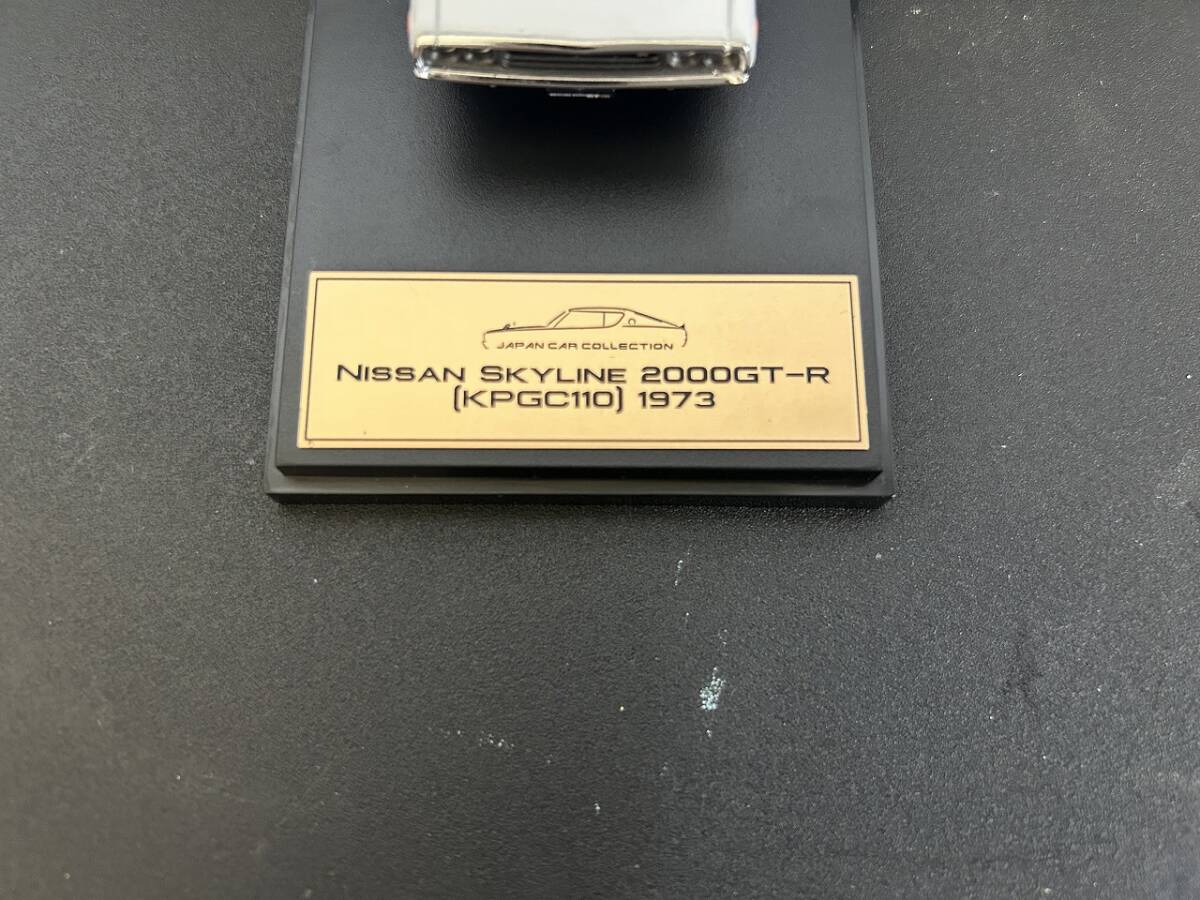 JAPAN CAR COLLECTION
NISSAN SKYLINE 2000GT-R
(KPGC110) 1973